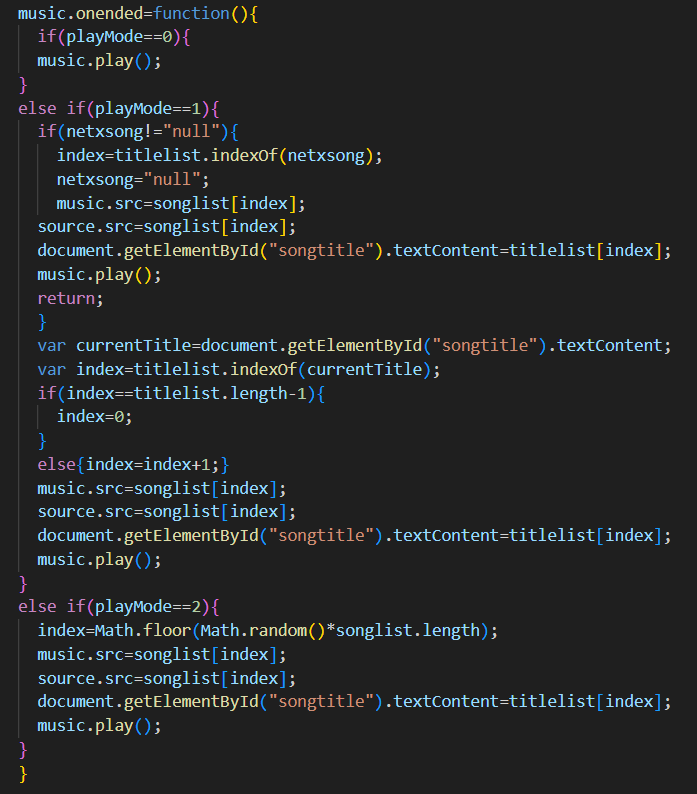 music.onended=function(){
if(playMode==0){
music.play();
}
else if(playMode==1){
if(netxsong!="null"){
index=titlelist.indexOf(netxsong);
netxsong="null";
music.src=songlist[index];
source.src=songlist[index];
document.getElementById("songtitle").textContent=titlelist[index];
music.play();
return;
}
var currentTitle=document.getElementById("songtitle").textContent;
var index=titlelist.indexOf(currentTitle);
if(index==titlelist.length-1){
index=0;
}
else{index=index+1;}
music.src=songlist[index];
source.src=songlist[index];
document.getElementById("songtitle").textContent=titlelist[index];
music.play();
}
else if(playMode==2){
index=Math.floor(Math.random()*songlist.length);
music.src=songlist[index];
source.src=songlist[index];
document.getElementById("songtitle").textContent=titlelist[index];
music.play();
}
}